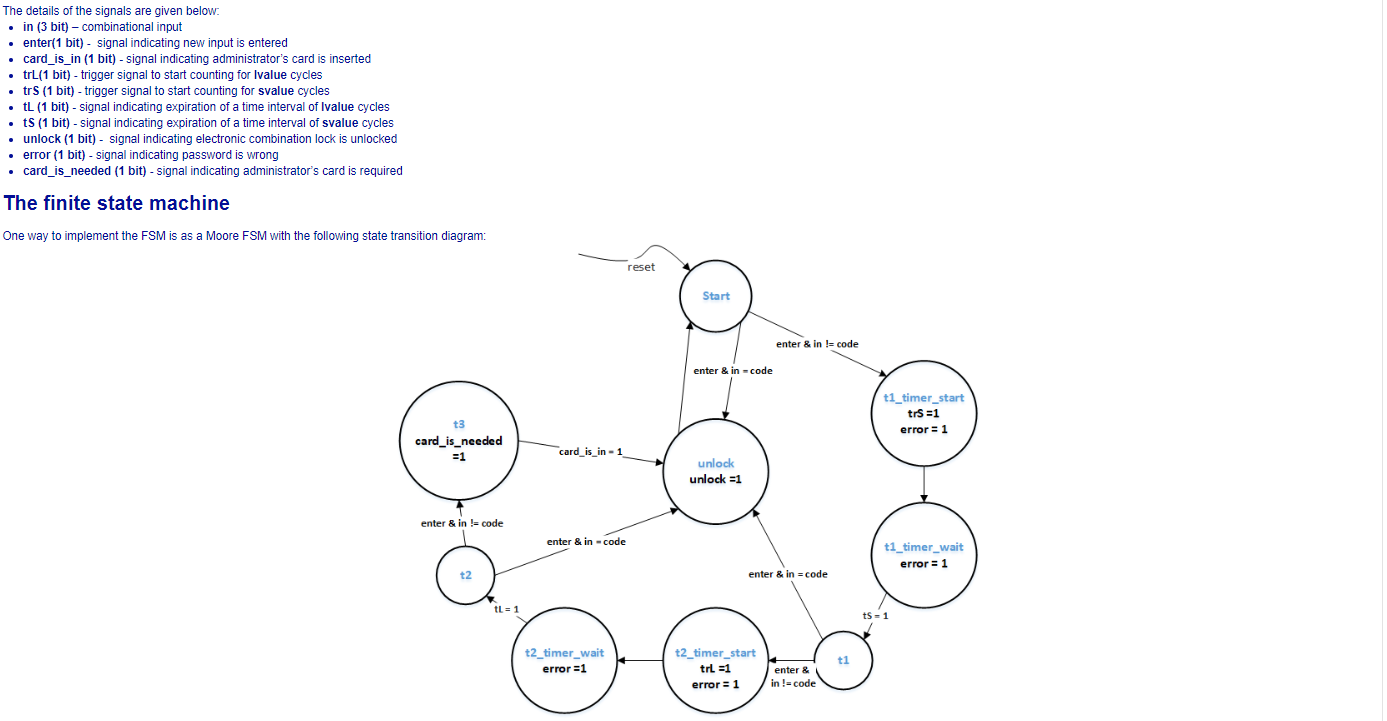 The details of the signals are given below:
• in (3 bit) – combinational input
• enter(1 bit) - signal indicating new input is entered
• card_is_in (1 bit) - signal indicating administrator's card is inserted
• trL(1 bit) - trigger signal to start counting for lvalue cycles
• trS (1 bit) - trigger signal to start counting for svalue cycles
• tL (1 bit) - signal indicating expiration of a time interval of lvalue cycles
• tS (1 bit) - signal indicating expiration of a time interval of svalue cycles
• unlock (1 bit) - signal indicating electronic combination lock is unlocked
• error (1 bit) - signal indicating password is wrong
• card_is_needed (1 bit) - signal indicating administrator's card is required
The finite state machine
One way to implement the FSM is as a Moore FSM with the following state transition diagram:
reset
Start
enter & in != code
enter & in = code
t1_timer_start
trS =1
error = 1
t3
card_is_needed
=1
card_is_in = 1
unlock
unlock =1
enter & in != code
enter & in = code
t1_timer_wait
error = 1
t2
enter & in = code
tL = 1
tS = 1
t2_timer_wait
error =1
t2_timer_start
trL =1
error = 1
enter &
in != code
t1